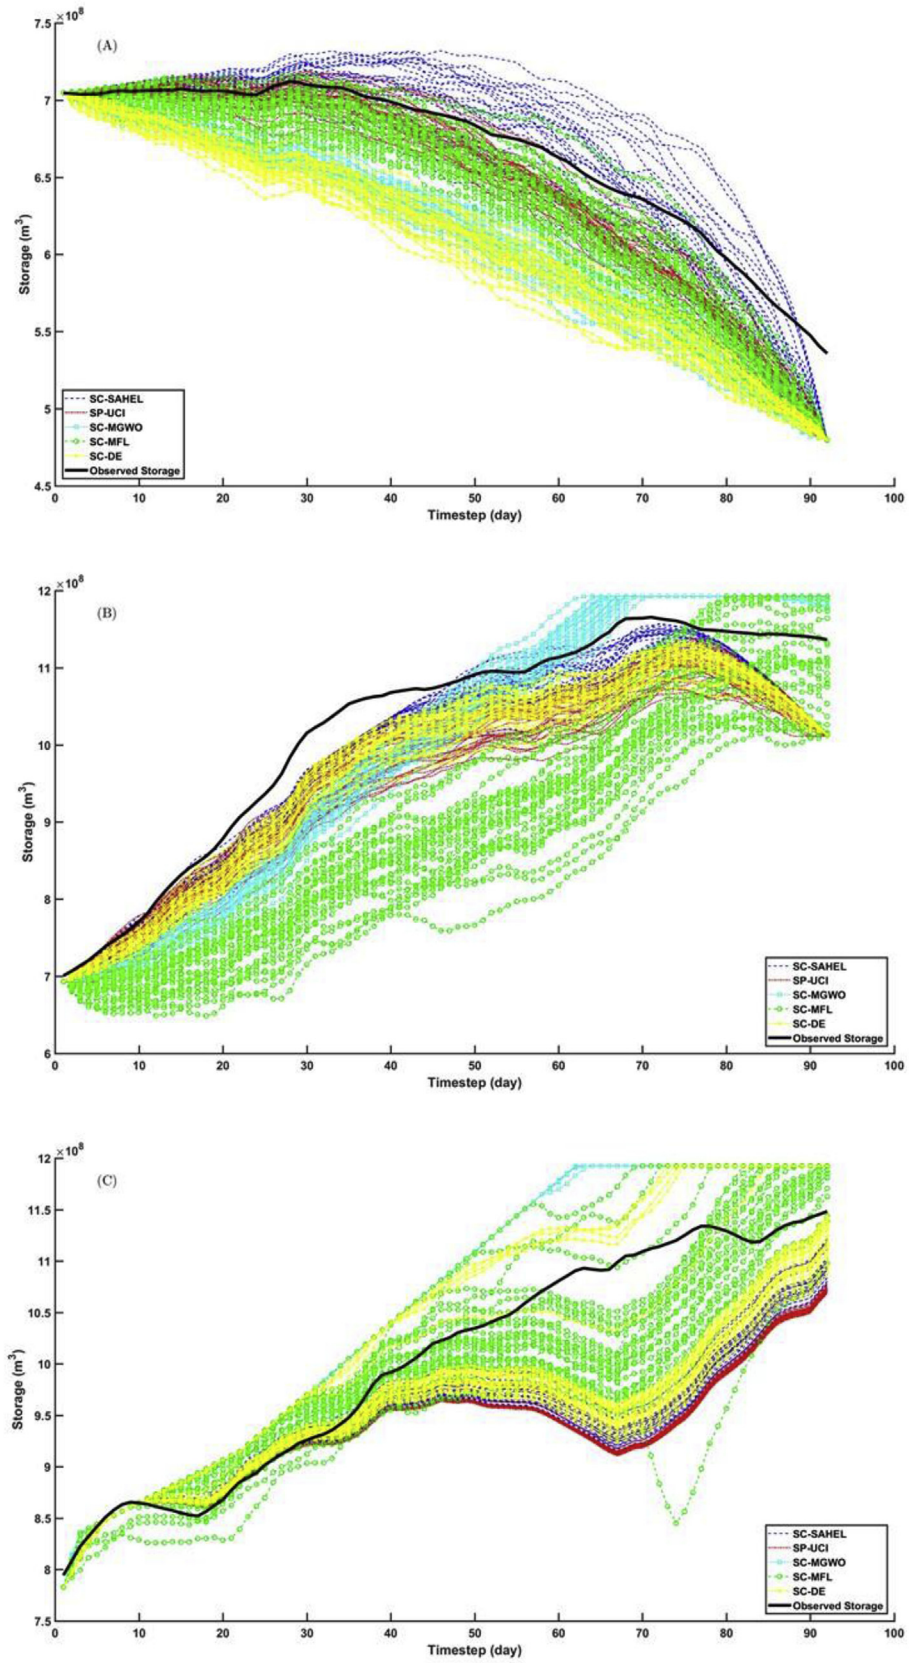 ×10⁸
(A)
7.5
7
6.5
6
5.5
5
4.5
Storage (m³)
SC-SAHEL
SP-UCI
SC-MGWO
SC-MFL
SC-DE
Observed Storage
0 10 20 30 40 50 60 70 80 90 100
Timestep (day)
×10⁸
(B)
12
11
10
9
8
7
6
Storage (m³)
SC-SAHEL
SP-UCI
SC-MGWO
SC-MFL
SC-DE
Observed Storage
0 10 20 30 40 50 60 70 80 90 100
Timestep (day)
×10⁸
(C)
12
11.5
11
10.5
10
9.5
9
8.5
8
7.5
Storage (m³)
SC-SAHEL
SP-UCI
SC-MGWO
SC-MFL
SC-DE
Observed Storage
0 10 20 30 40 50 60 70 80 90 100
Timestep (day)